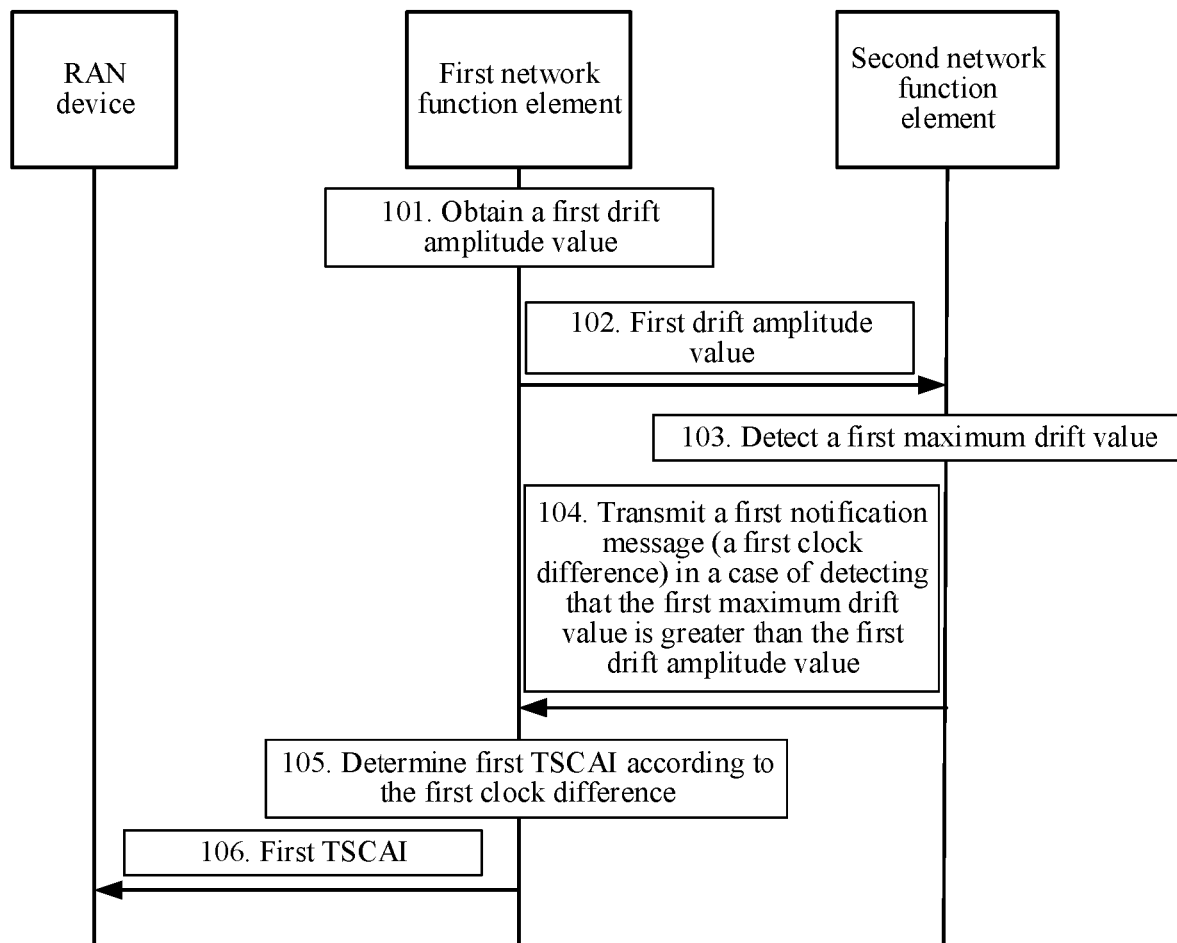 RAN
device
First network
function element
Second network
function
element
101. Obtain a first drift
amplitude value
102. First drift amplitude
value
103. Detect a first maximum drift value
104. Transmit a first notification
message (a first clock
difference) in a case of detecting
that the first maximum drift
value is greater than the first
drift amplitude value
105. Determine first TSCAI according to
the first clock difference
106. First TSCAI